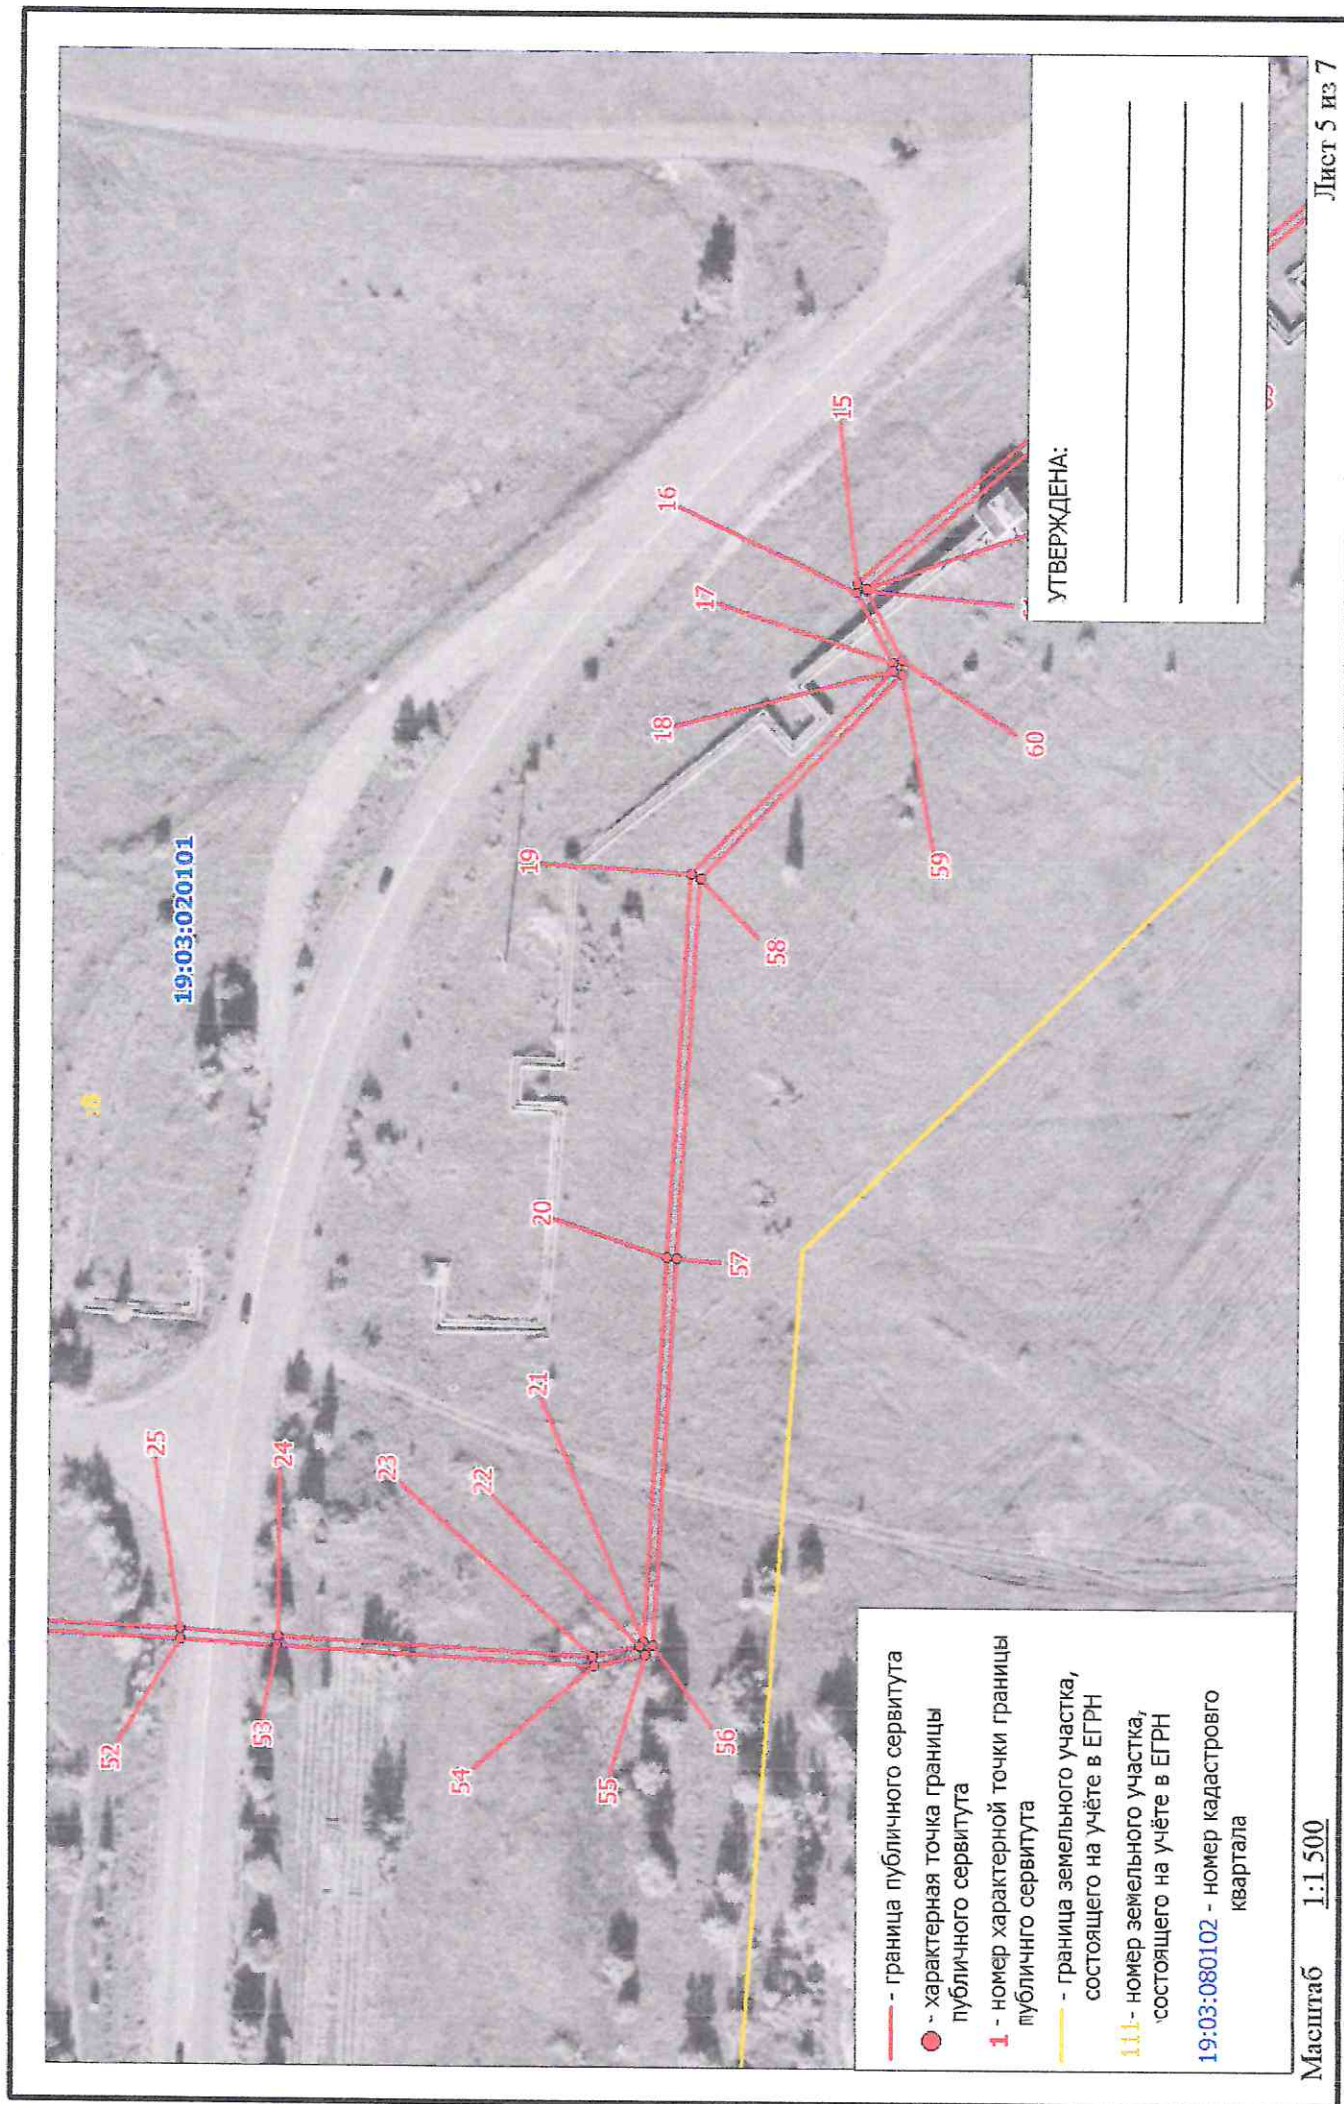 :8
19:03:020101
52
25
53
24
54
23
55
22
56
21
20
57
19
58
18
59
17
60
16
15
УТВЕРЖДЕНА:
- граница публичного сервитута
- характерная точка границы
публичного сервитута
1 - номер характерной точки границы
публичнго сервитута
- граница земельного участка,
состоящего на учёте в ЕГРН
111 - номер земельного участка,
состоящего на учёте в ЕГРН
19:03:080102 - номер кадастрового
квартала
Масштаб 1:1 500
Лист 5 из 7